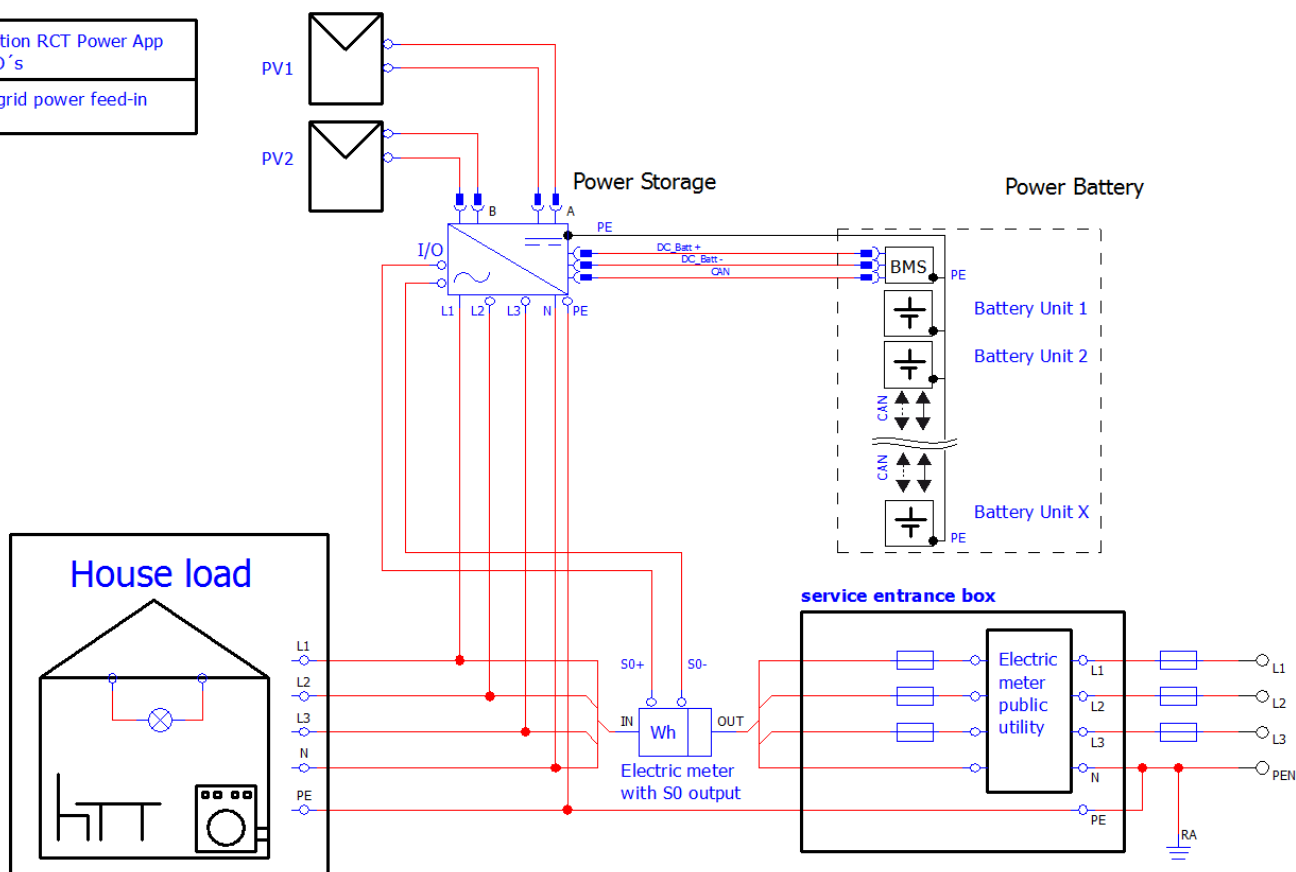 tion RCT Power App
grid power feed-in
PV1
PV2
Power Storage
Power Battery
B
A
PE
I/O
DC_Batt +
DC_Batt -
CAN
BMS
PE
L1
L2
L3
N
PE
Battery Unit 1
Battery Unit 2
CAN
CAN
Battery Unit X
PE
House load
service entrance box
L1
L2
L3
N
PE
S0+
S0-
IN
Wh
OUT
Electric meter
with S0 output
Electric
meter
public
utility
L1
L2
L3
N
PE
L1
L2
L3
PEN
RA